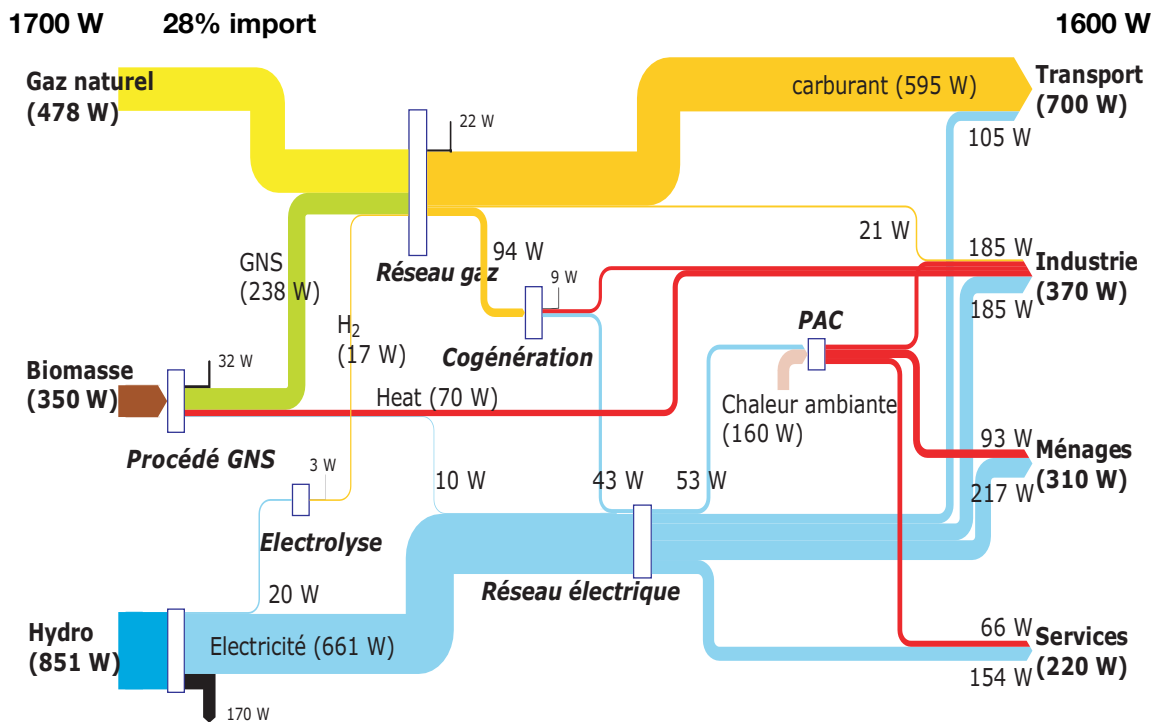 1700 W 28% import 1600 W
Gaz naturel
(478 W)
22 W
carburant (595 W)
Transport
(700 W)
105 W
GNS
(238 W)
Réseau gaz
94 W
9 W
21 W
185 W
Industrie
(370 W)
185 W
H2
(17 W)
Cogénération
PAC
32 W
Biomasse
(350 W)
Heat (70 W)
Chaleur ambiante
(160 W)
Procédé GNS
3 W
10 W
43 W
53 W
93 W
Ménages
(310 W)
217 W
Electrolyse
20 W
Réseau électrique
Hydro
(851 W)
Electricité (661 W)
66 W
Services
(220 W)
154 W
170 W